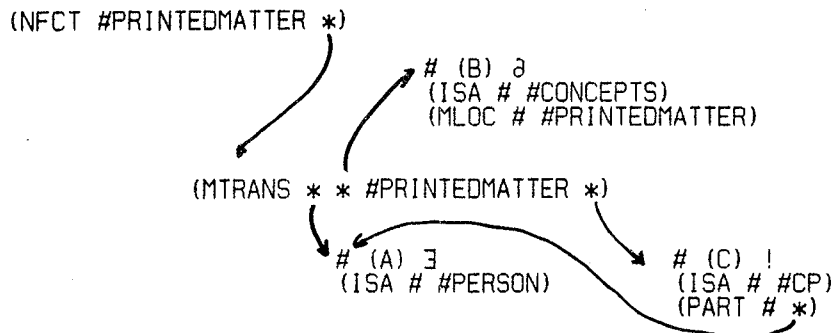 (NFCT #PRINTEDMATTER *)
# (B) ∂
(ISA # #CONCEPTS)
(MLOC # #PRINTEDMATTER)
(MTRANS * * #PRINTEDMATTER *)
# (A) ∃
(ISA # #PERSON)
# (C) !
(ISA # #CP)
(PART # *)